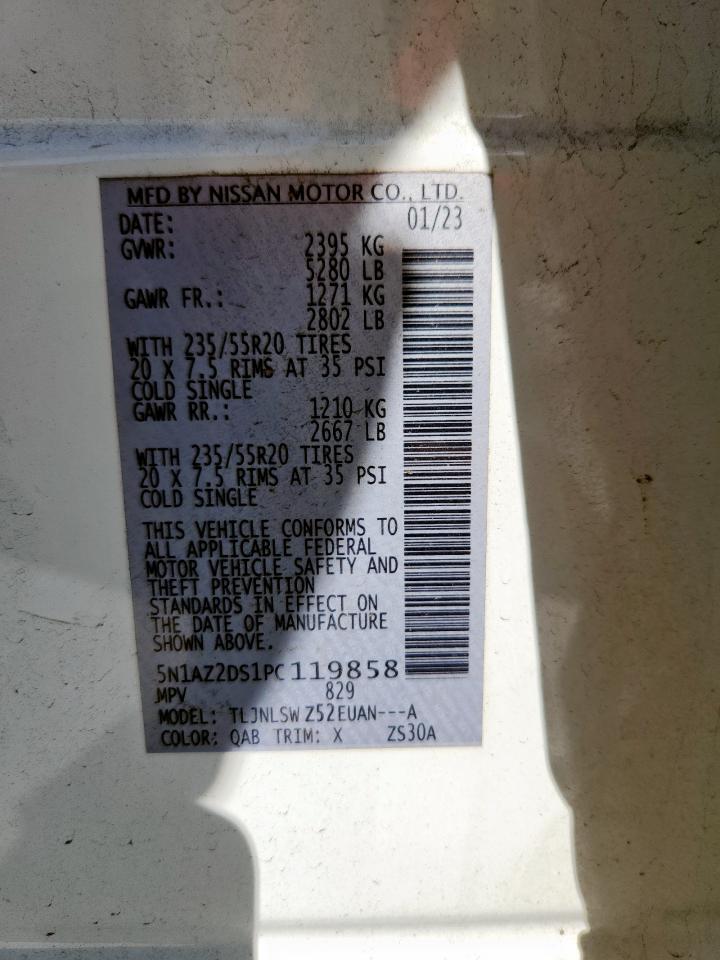 MFD BY NISSAN MOTOR CO., LTD.
DATE: 01/23
GVWR: 2395 KG
5280 LB
GAWR FR.: 1271 KG
2802 LB
WITH 235/55R20 TIRES
20 X 7.5 RIMS AT 35 PSI
COLD SINGLE
GAWR RR.: 1210 KG
2667 LB
WITH 235/55R20 TIRES
20 X 7.5 RIMS AT 35 PSI
COLD SINGLE
THIS VEHICLE CONFORMS TO
ALL APPLICABLE FEDERAL
MOTOR VEHICLE SAFETY AND
THEFT PREVENTION
STANDARDS IN EFFECT ON
THE DATE OF MANUFACTURE
SHOWN ABOVE.
5N1AZ2DS1PC119858
MPV 829
MODEL: TLJNLSW Z52EUAN---A
COLOR: QAB TRIM: X ZS30A